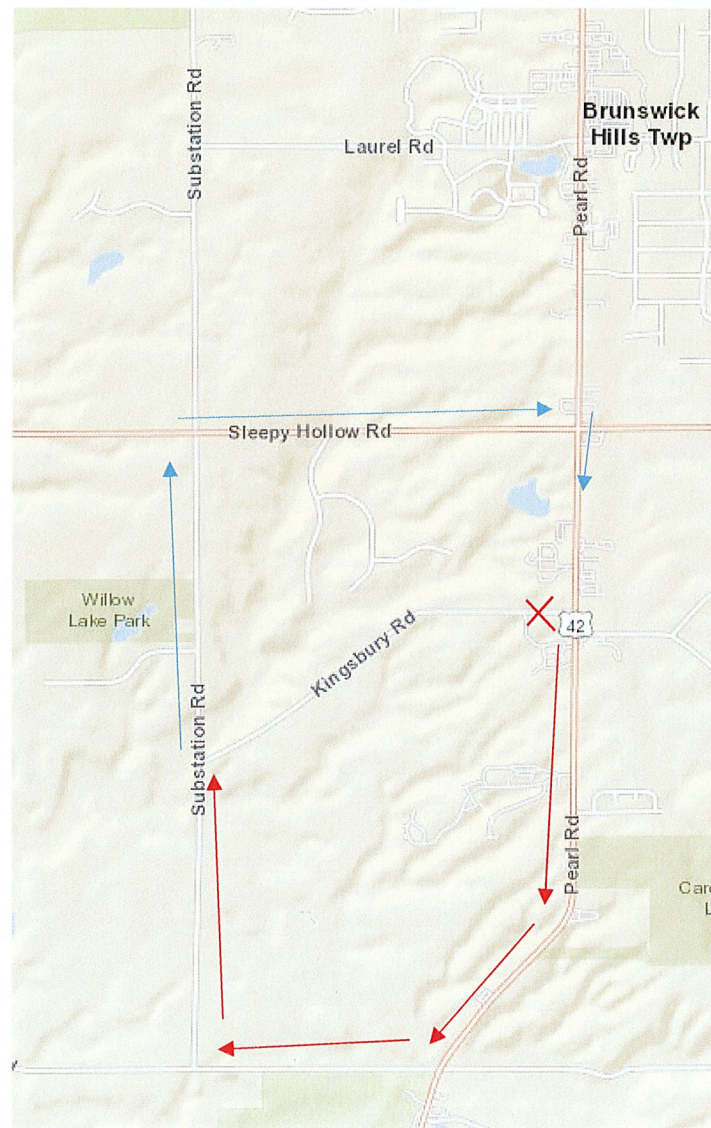 Substation Rd
Laurel Rd
Brunswick
Hills Twp
Pearl Rd
Sleepy Hollow Rd
Willow
Lake Park
Kingsbury Rd
42
Substation Rd
Pearl Rd